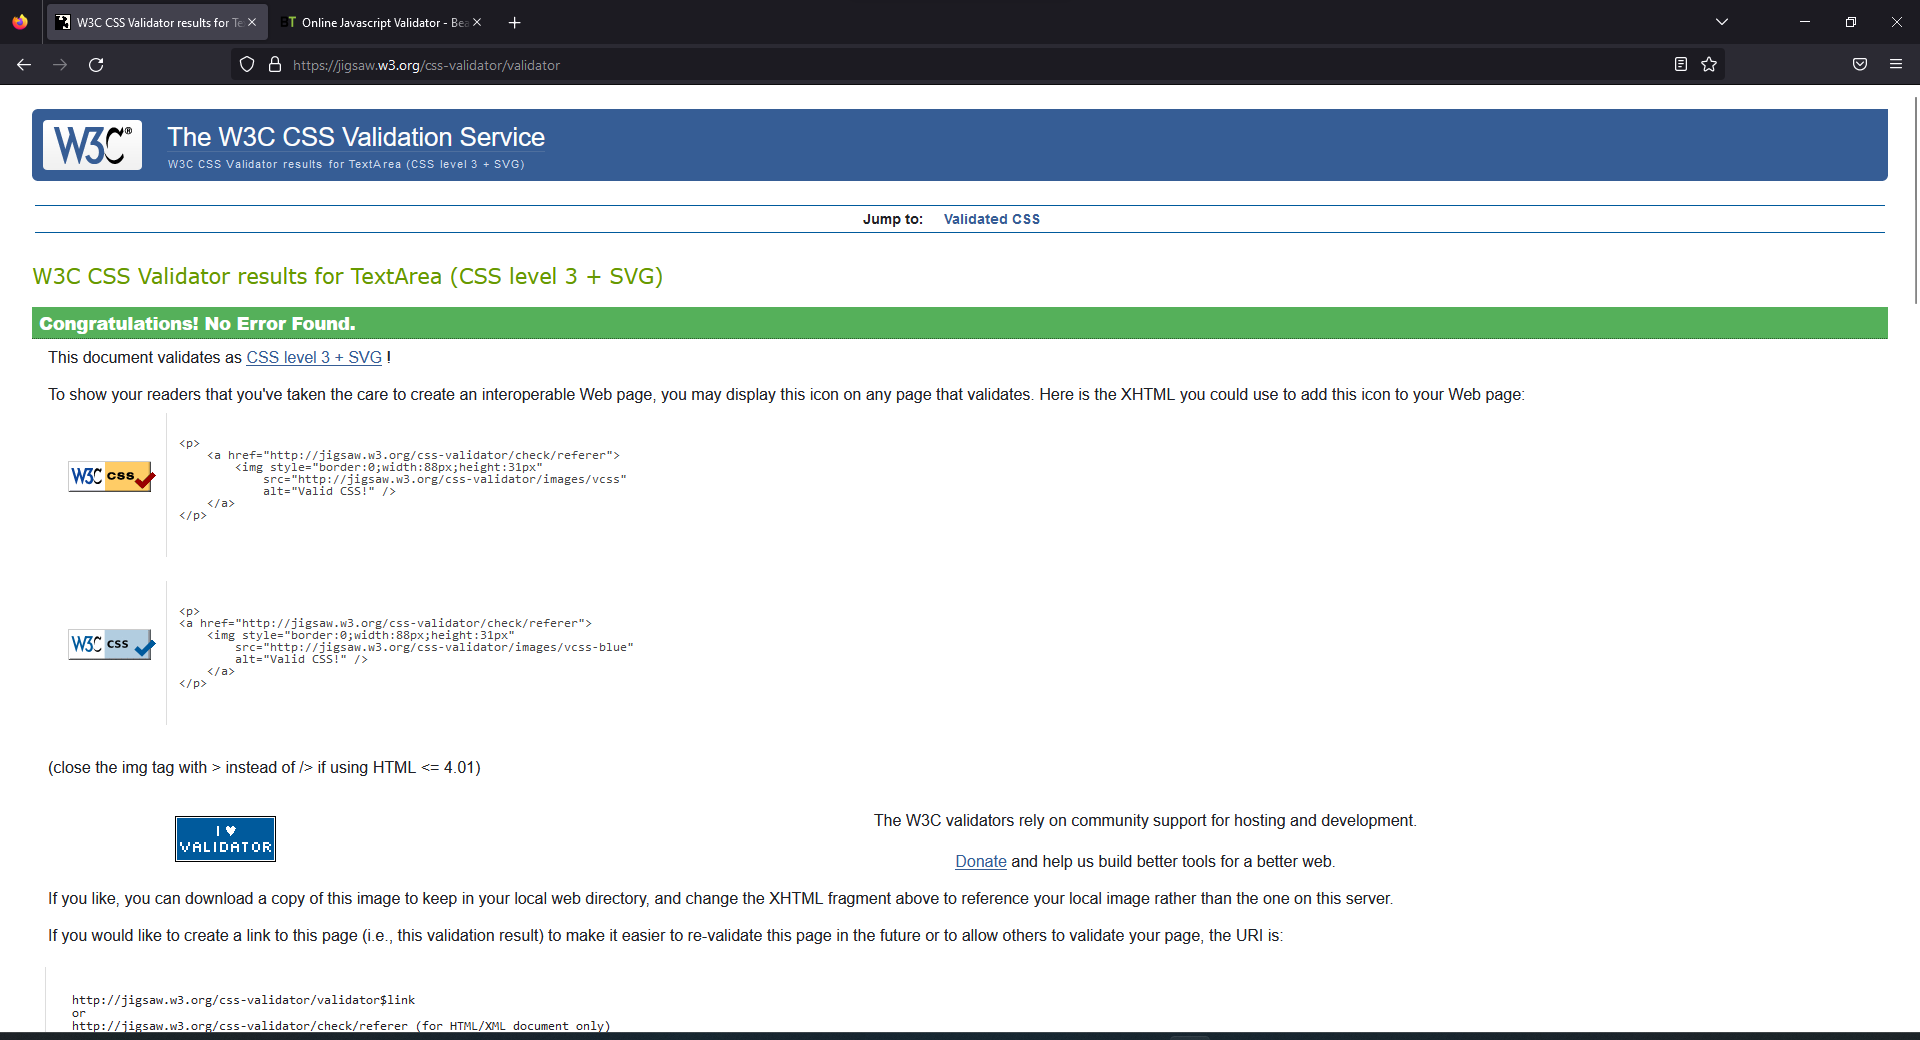 W3C CSS Validator results for Te
Online Javascript Validator - Bea
https://jigsaw.w3.org/css-validator/validator
W3C®
The W3C CSS Validation Service
W3C CSS Validator results for TextArea (CSS level 3 + SVG)
Jump to: Validated CSS
W3C CSS Validator results for TextArea (CSS level 3 + SVG)
Congratulations! No Error Found.
This document validates as CSS level 3 + SVG !
To show your readers that you've taken the care to create an interoperable Web page, you may display this icon on any page that validates. Here is the XHTML you could use to add this icon to your Web page:
W3C css
<p>
<a href="http://jigsaw.w3.org/css-validator/check/referer">
<img style="border:0;width:88px;height:31px"
src="http://jigsaw.w3.org/css-validator/images/vcss"
alt="Valid CSS!" />
</a>
</p>
W3C css
<p>
<a href="http://jigsaw.w3.org/css-validator/check/referer">
<img style="border:0;width:88px;height:31px"
src="http://jigsaw.w3.org/css-validator/images/vcss-blue"
alt="Valid CSS!" />
</a>
</p>
(close the img tag with > instead of /> if using HTML <= 4.01)
I ♥
VALIDATOR
The W3C validators rely on community support for hosting and development.
Donate and help us build better tools for a better web.
If you like, you can download a copy of this image to keep in your local web directory, and change the XHTML fragment above to reference your local image rather than the one on this server.
If you would like to create a link to this page (i.e., this validation result) to make it easier to re-validate this page in the future or to allow others to validate your page, the URI is:
http://jigsaw.w3.org/css-validator/validator$link
or
http://jigsaw.w3.org/css-validator/check/referer (for HTML/XML document only)